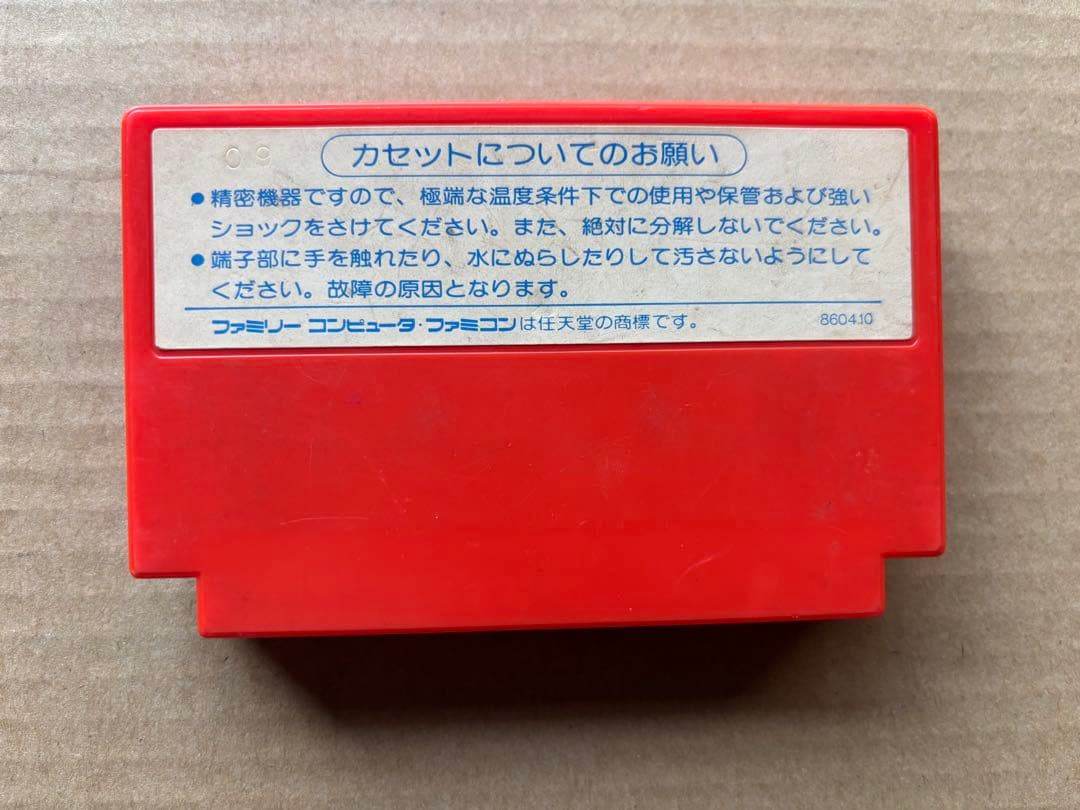 09
カセットについてのお願い
●精密機器ですので、極端な温度条件下での使用や保管および強い
ショックをさけてください。また、絶対に分解しないでください。
●端子部に手を触れたり、水にぬらしたりして汚さないようにして
ください。故障の原因となります。
ファミリー コンピュータ・ファミコンは任天堂の商標です。
860410